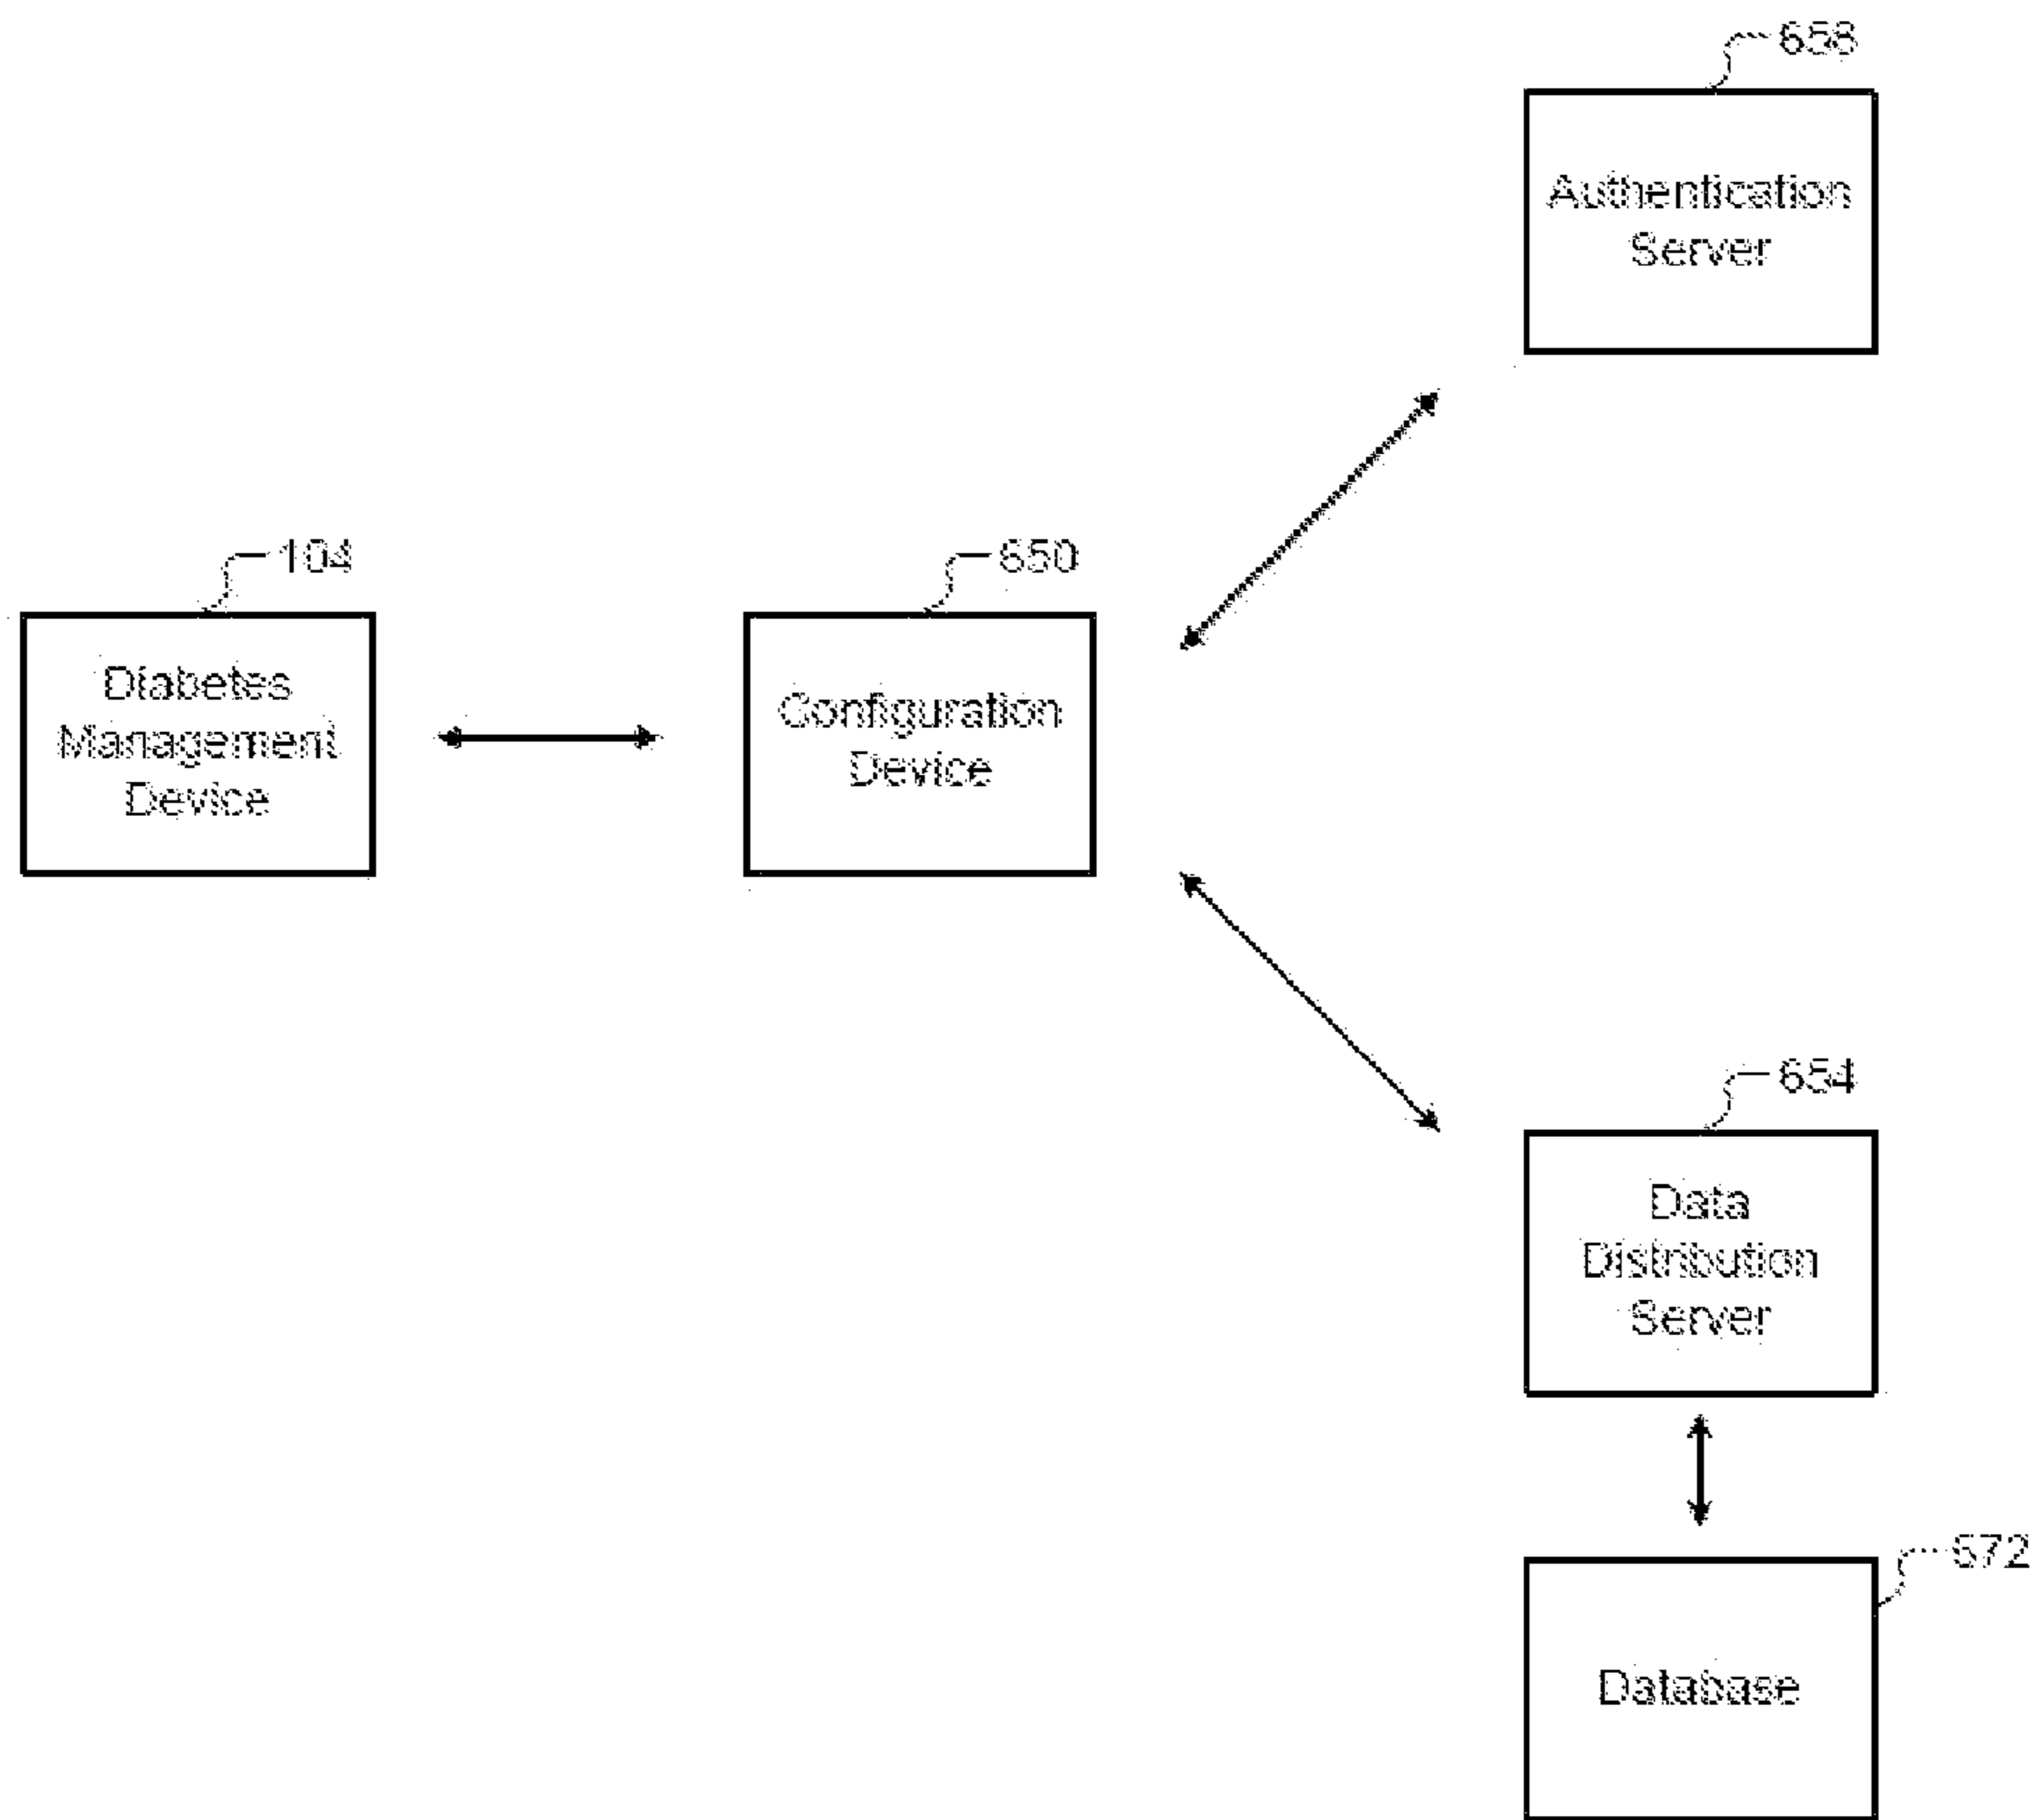 658
Authentication
Server
104
650
Diabetes
Management
Device
Configuration
Device
654
Data
Distribution
Server
672
Database